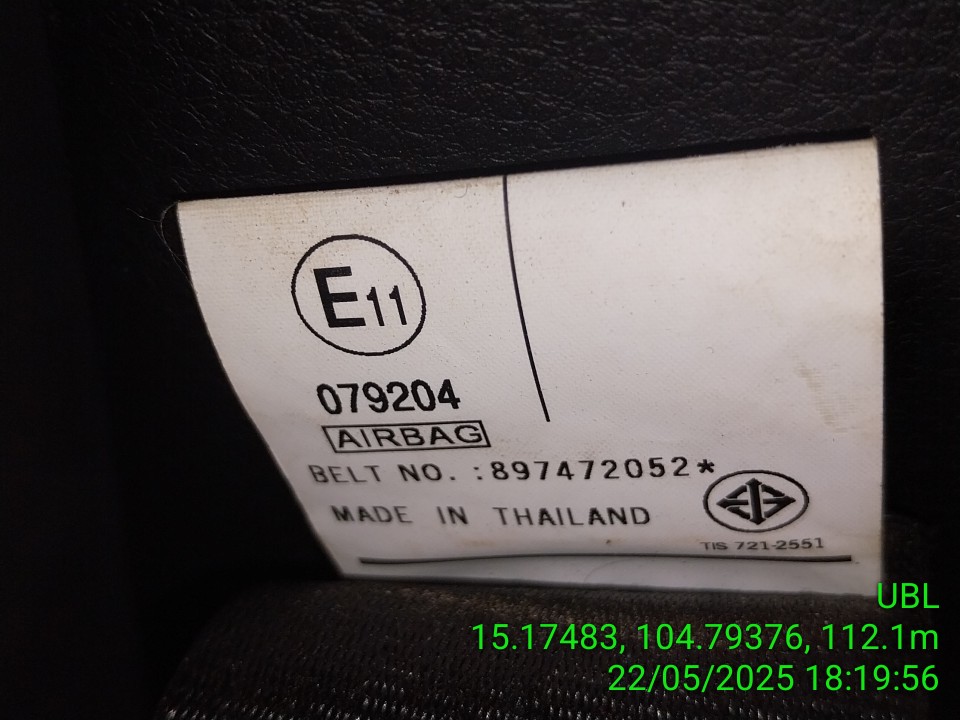 E11
079204
AIRBAG
BELT NO. :897472052*
MADE IN THAILAND
TIS 721-2551
UBL
15.17483, 104.79376, 112.1m
22/05/2025 18:19:56